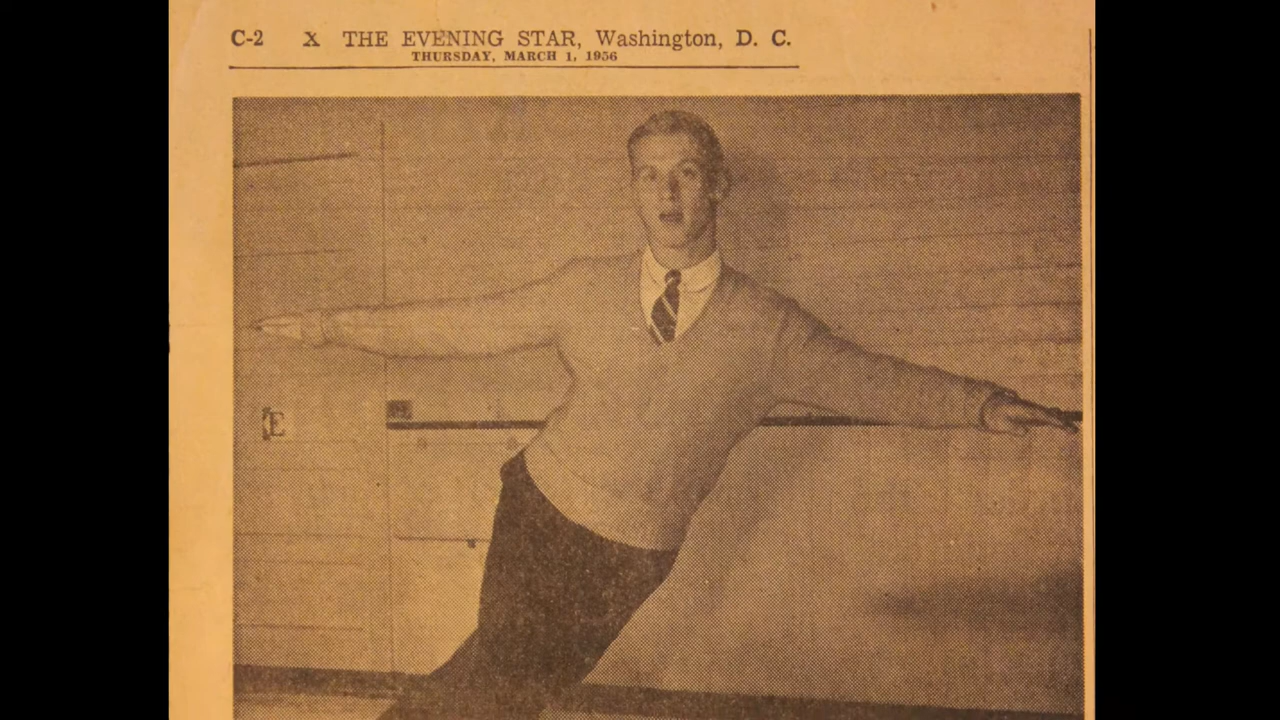 C-2 X THE EVENING STAR, Washington, D. C.
THURSDAY, MARCH 1, 1956
E